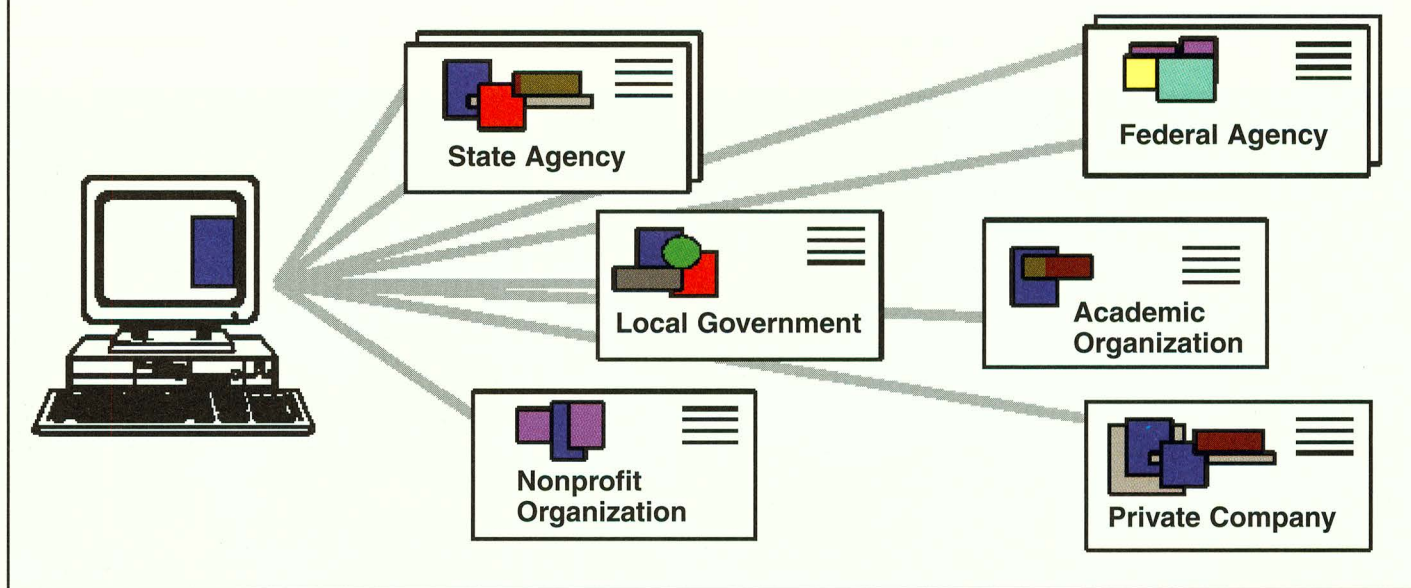 State Agency
Federal Agency
Local Government
Academic
Organization
Nonprofit
Organization
Private Company